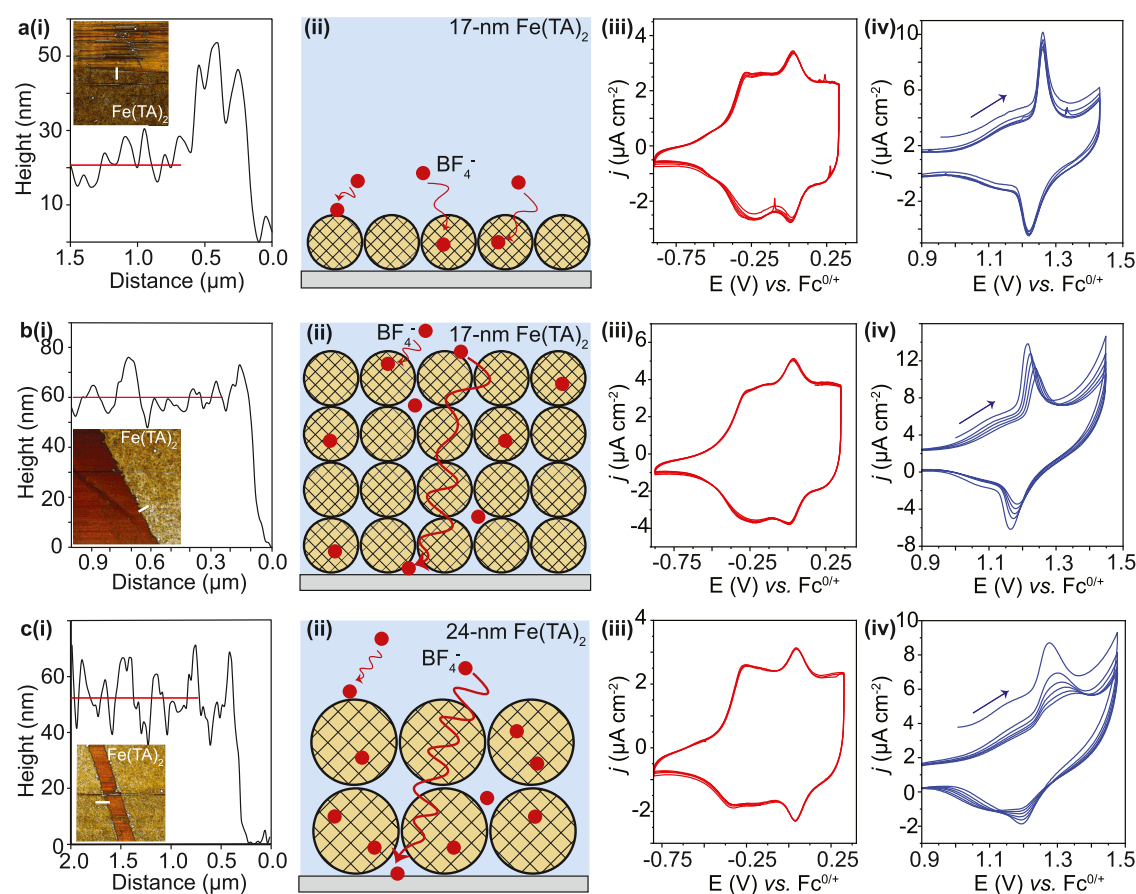 a(i)
Height (nm)
50
30
10
Fe(TA)2
1.5 1.0 0.5 0.0
Distance (µm)
(ii)
17-nm Fe(TA)2
BF4-
(iii)
j (µA cm-2)
4
2
0
-2
-0.75 -0.25 0.25
E (V) vs. Fc0/+
(iv)
j (µA cm-2)
10
6
2
-2
0.9 1.1 1.3 1.5
E (V) vs. Fc0/+
b(i)
Height (nm)
80
60
40
20
0
Fe(TA)2
0.9 0.6 0.3 0.0
Distance (µm)
(ii)
17-nm Fe(TA)2
BF4-
(iii)
j (µA cm-2)
6
4
2
0
-2
-4
-0.75 -0.25 0.25
E (V) vs. Fc0/+
(iv)
j (µA cm-2)
12
8
4
0
-4
-8
0.9 1.1 1.3 1.5
E (V) vs. Fc0/+
c(i)
Height (nm)
80
60
40
20
0
Fe(TA)2
2.0 1.5 1.0 0.5 0.0
Distance (µm)
(ii)
24-nm Fe(TA)2
BF4-
(iii)
j (µA cm-2)
4
2
0
-2
-0.75 -0.25 0.25
E (V) vs. Fc0/+
(iv)
j (µA cm-2)
10
8
6
4
2
0
-2
0.9 1.1 1.3 1.5
E (V) vs. Fc0/+